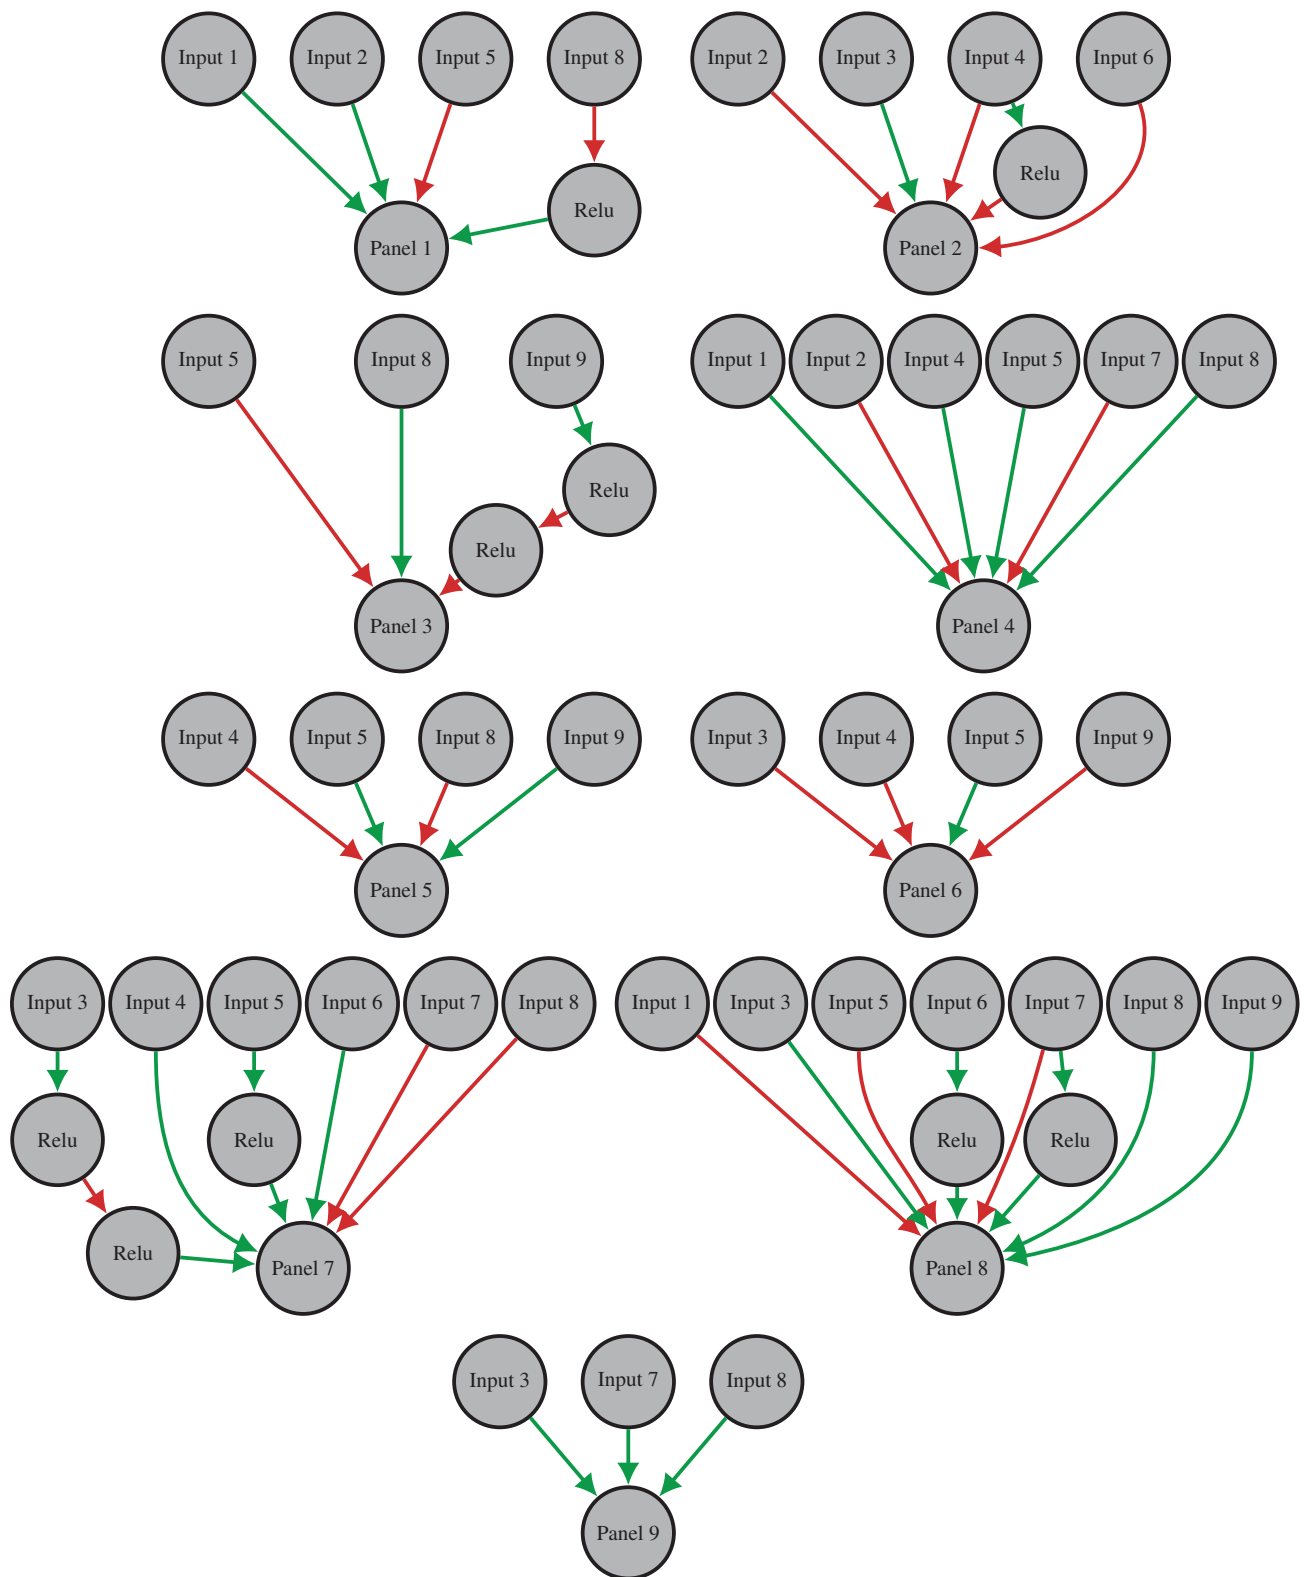 Input 1 Input 2 Input 5 Input 8
Relu
Panel 1
Input 2 Input 3 Input 4 Input 6
Relu
Panel 2
Input 5 Input 8 Input 9
Relu
Relu
Panel 3
Input 1 Input 2 Input 4 Input 5 Input 7 Input 8
Panel 4
Input 4 Input 5 Input 8 Input 9
Panel 5
Input 3 Input 4 Input 5 Input 9
Panel 6
Input 3 Input 4 Input 5 Input 6 Input 7 Input 8
Relu Relu
Relu
Panel 7
Input 1 Input 3 Input 5 Input 6 Input 7 Input 8 Input 9
Relu Relu
Panel 8
Input 3 Input 7 Input 8
Panel 9